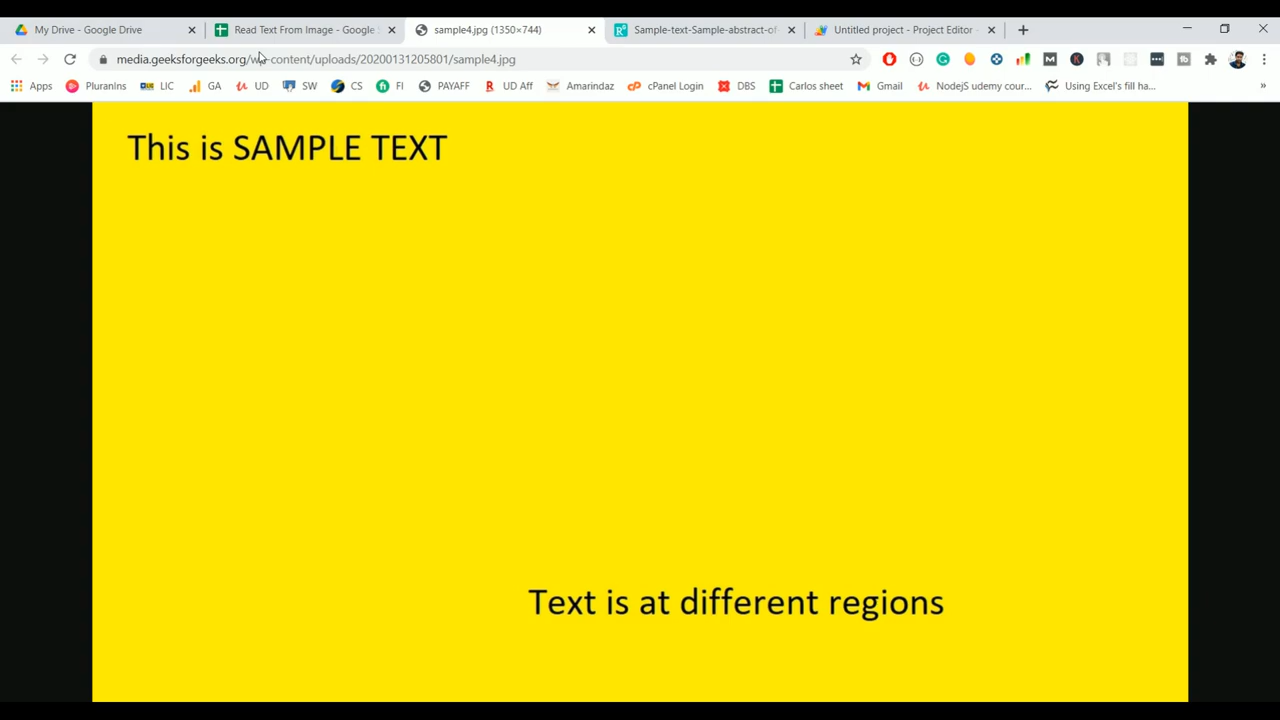 My Drive - Google Drive
Read Text From Image - Google S
sample4.jpg (1350×744)
Sample-text-Sample-abstract-of-
Untitled project - Project Editor -
media.geeksforgeeks.org/wp-content/uploads/20200131205801/sample4.jpg
Apps PluranIns LIC GA UD SW CS FI PAYAFF UD Aff Amarindaz cPanel Login DBS Carlos sheet Gmail NodejS udemy cour... Using Excel's fill ha... »
This is SAMPLE TEXT
Text is at different regions